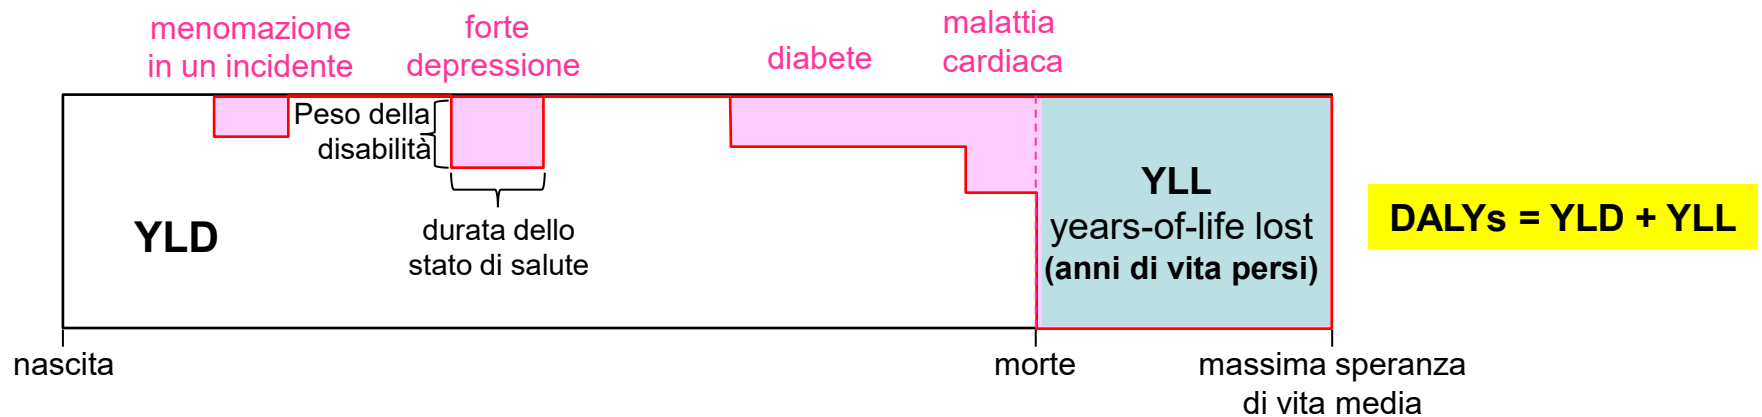 menomazione
in un incidente
forte
depressione
diabete
malattia
cardiaca
Peso della
disabilità
YLD
durata dello
stato di salute
YLL
years-of-life lost
(anni di vita persi)
DALYs = YLD + YLL
nascita
morte
massima speranza
di vita media